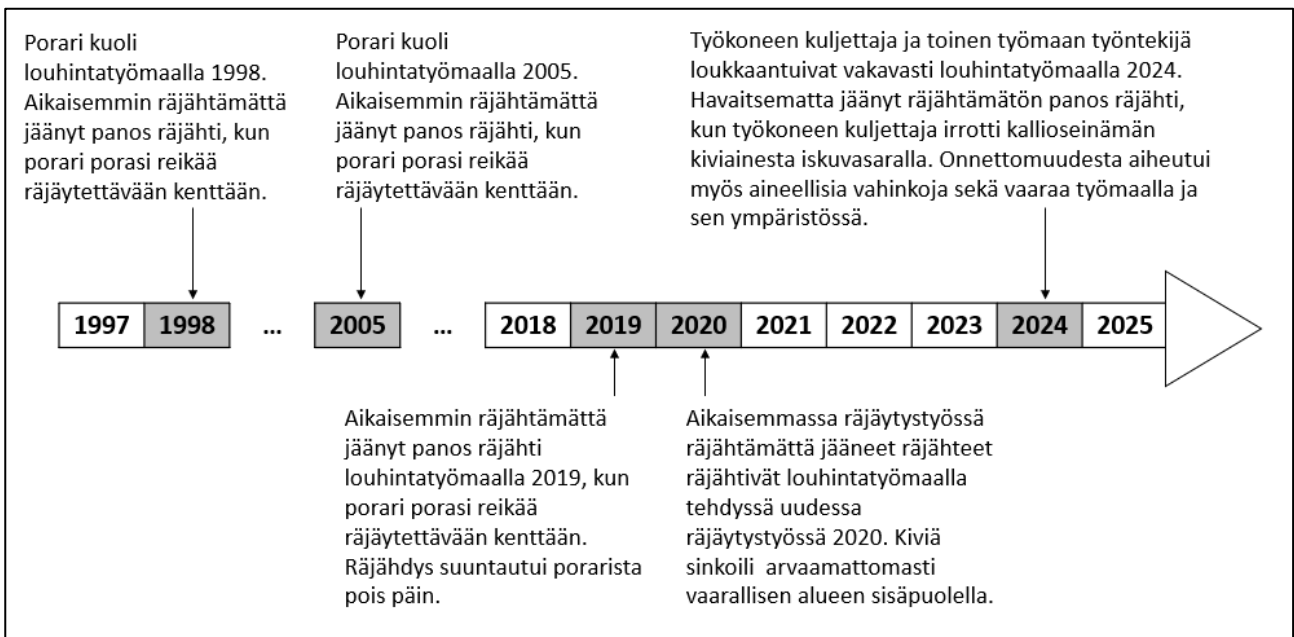 Porari kuoli
louhintatyömaalla 1998.
Aikaisemmin räjähtämättä
jäänyt panos räjähti, kun
porari porasi reikää
räjäytettävään kenttään.
Porari kuoli
louhintatyömaalla 2005.
Aikaisemmin räjähtämättä
jäänyt panos räjähti, kun
porari porasi reikää
räjäytettävään kenttään.
Työkoneen kuljettaja ja toinen työmaan työntekijä
loukkaantuivat vakavasti louhintatyömaalla 2024.
Havaitsematta jäänyt räjähtämätön panos räjähti,
kun työkoneen kuljettaja irrotti kallioseinämän
kiviainesta iskuvasaralla. Onnettomuudesta aiheutui
myös aineellisia vahinkoja sekä vaaraa työmaalla ja
sen ympäristössä.
1997 1998 ... 2005 ... 2018 2019 2020 2021 2022 2023 2024 2025
Aikaisemmin räjähtämättä
jäänyt panos räjähti
louhintatyömaalla 2019, kun
porari porasi reikää
räjäytettävään kenttään.
Räjähdys suuntautui porarista
pois päin.
Aikaisemmassa räjäytystyössä
räjähtämättä jääneet räjähteet
räjähtivät louhintatyömaalla
tehdyssä uudessa
räjäytystyössä 2020. Kiviä
sinkoili arvaamattomasti
vaarallisen alueen sisäpuolella.